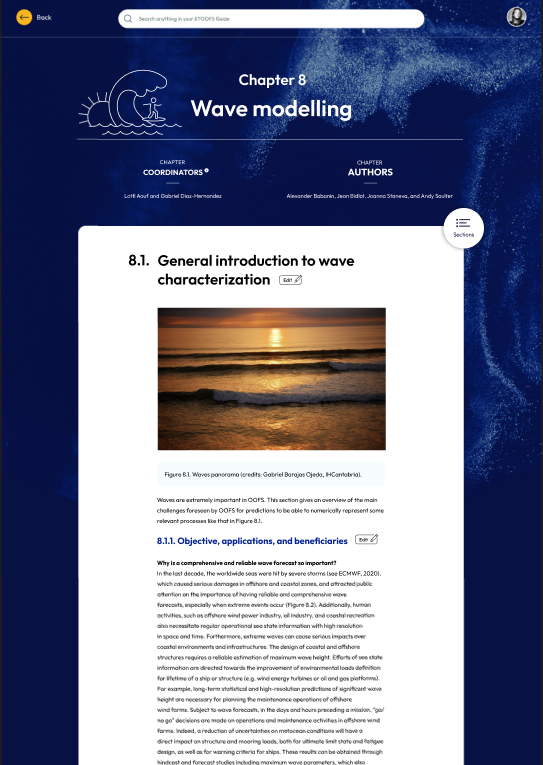 Back
Search anything in your ETOOFS Guide
Chapter 8
Wave modelling
CHAPTER
COORDINATORS
CHAPTER
AUTHORS
Lotfi Aouf and Gabriel Diaz-Hernandez
Alexander Babanin, Jean Bidlot, Joanna Staneva, and Andy Saulter
Sections
8.1. General introduction to wave
characterization Edit
Figure 8.1. Waves panorama (credits: Gabriel Barajas Ojeda, IHCantabria).
Waves are extremely important in OOFS. This section gives an overview of the main
challenges foreseen by OOFS for predictions to be able to numerically represent some
relevant processes like that in Figure 8.1.
8.1.1. Objective, applications, and beneficiaries Edit
Why is a comprehensive and reliable wave forecast so important?
In the last decade, the worldwide seas were hit by severe storms (see ECMWF, 2020),
which caused serious damages in offshore and coastal zones, and attracted public
attention on the importance of having reliable and comprehensive wave
forecasts, especially when extreme events occur (Figure 8.2). Additionally, human
activities, such as offshore wind power industry, oil industry, and coastal recreation
also necessitate regular operational sea state information with high resolution
in space and time. Furthermore, extreme waves can cause serious impacts over
coastal environments and infrastructures. The design of coastal and offshore
structures requires a reliable estimation of maximum wave height. Efforts of sea state
information are directed towards the improvement of environmental loads definition
for lifetime of a ship or structure (e.g. wind energy turbines or oil and gas platforms).
For example, long-term statistical and high-resolution predictions of significant wave
height are necessary for planning the maintenance operations of offshore
wind farms. Subject to wave forecasts, in the days and hours preceding a mission, "go/
no go" decisions are made on operations and maintenance activities in offshore wind
farms. Indeed, a reduction of uncertainties on metocean conditions will have a
direct impact on structure and mooring loads, both for ultimate limit state and fatigue
design, as well as for warning criteria for ships. These results can be obtained through
hindcast and forecast studies including maximum wave parameters, which also